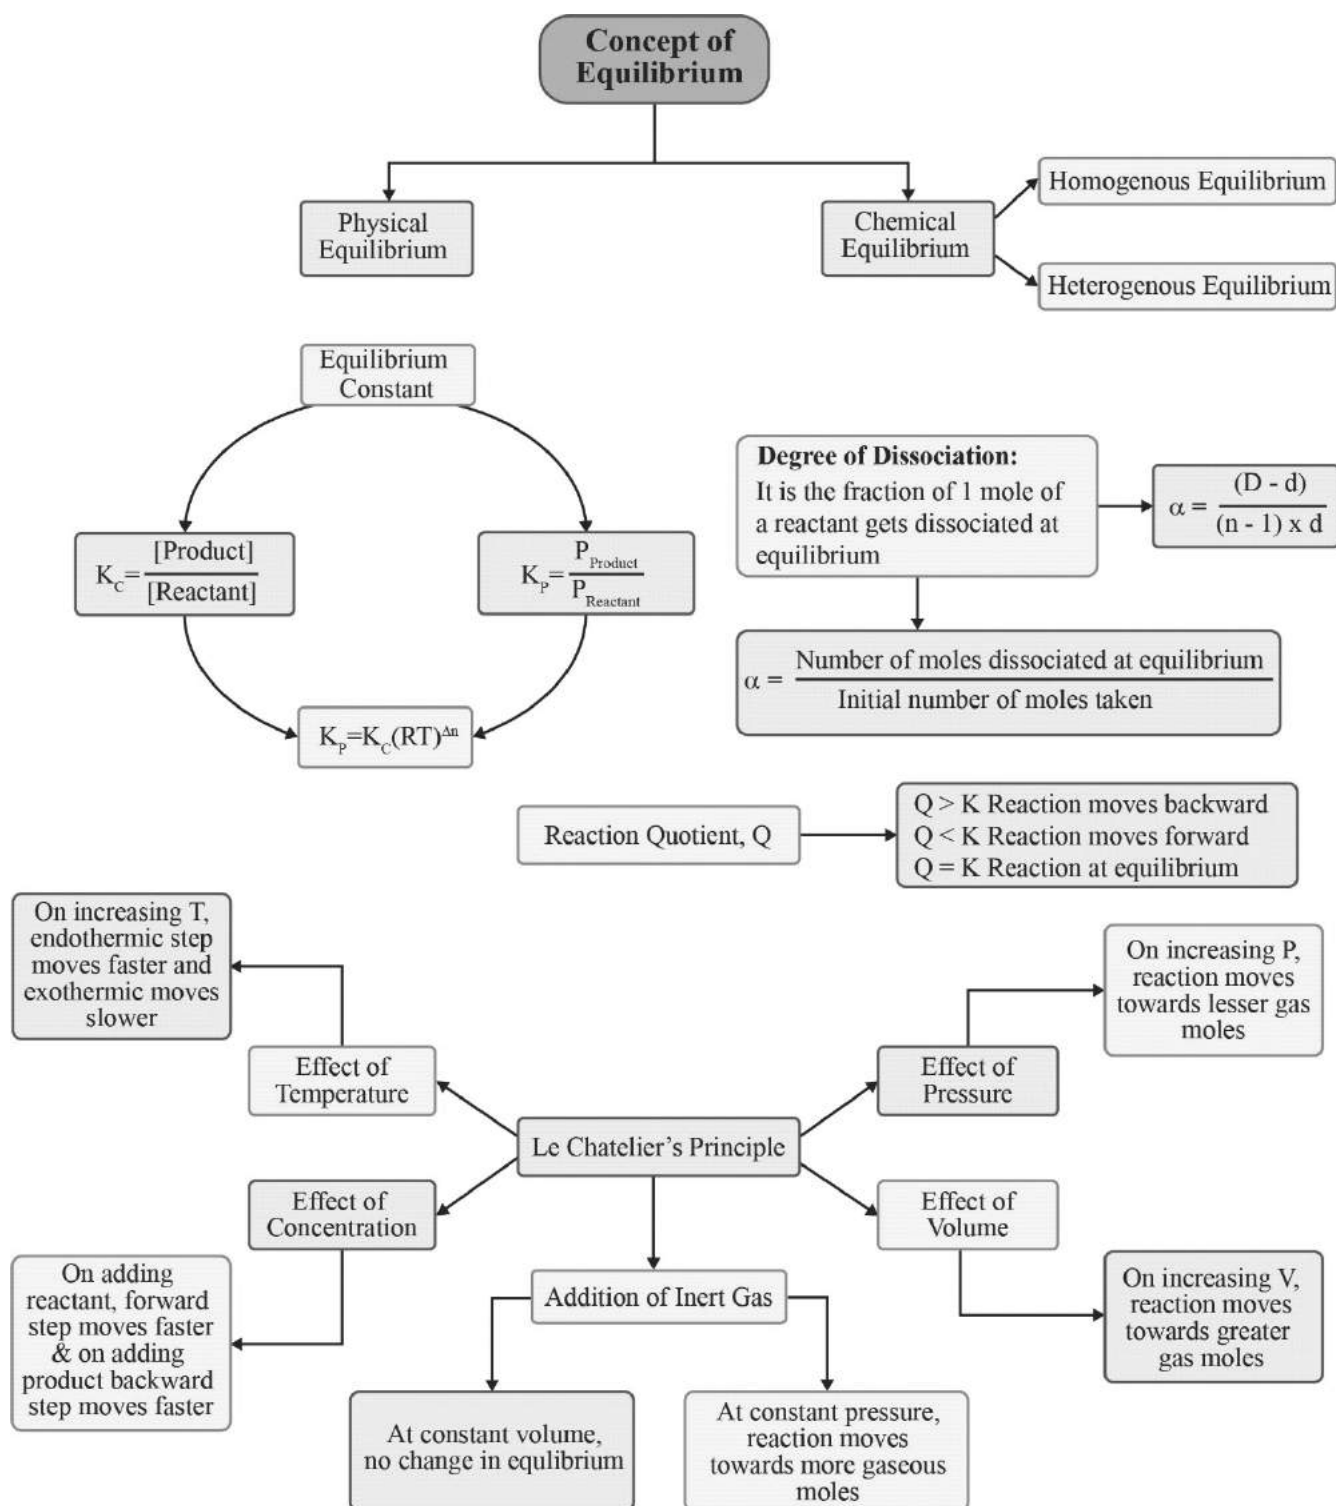 Concept of
Equilibrium
Physical
Equilibrium
Chemical
Equilibrium
Homogenous Equilibrium
Heterogenous Equilibrium
Equilibrium
Constant
K_C = [Product] / [Reactant]
K_P = P_Product / P_Reactant
K_P=K_C(RT)^Δn
Degree of Dissociation:
It is the fraction of 1 mole of
a reactant gets dissociated at
equilibrium
α = (D - d) / (n - 1) x d
α = Number of moles dissociated at equilibrium / Initial number of moles taken
Reaction Quotient, Q
Q > K Reaction moves backward
Q < K Reaction moves forward
Q = K Reaction at equilibrium
On increasing T,
endothermic step
moves faster and
exothermic moves
slower
Effect of
Temperature
On increasing P,
reaction moves
towards lesser gas
moles
Effect of
Pressure
Le Chatelier's Principle
Effect of
Concentration
On adding
reactant, forward
step moves faster
& on adding
product backward
step moves faster
Effect of
Volume
On increasing V,
reaction moves
towards greater
gas moles
Addition of Inert Gas
At constant volume,
no change in equlibrium
At constant pressure,
reaction moves
towards more gaseous
moles